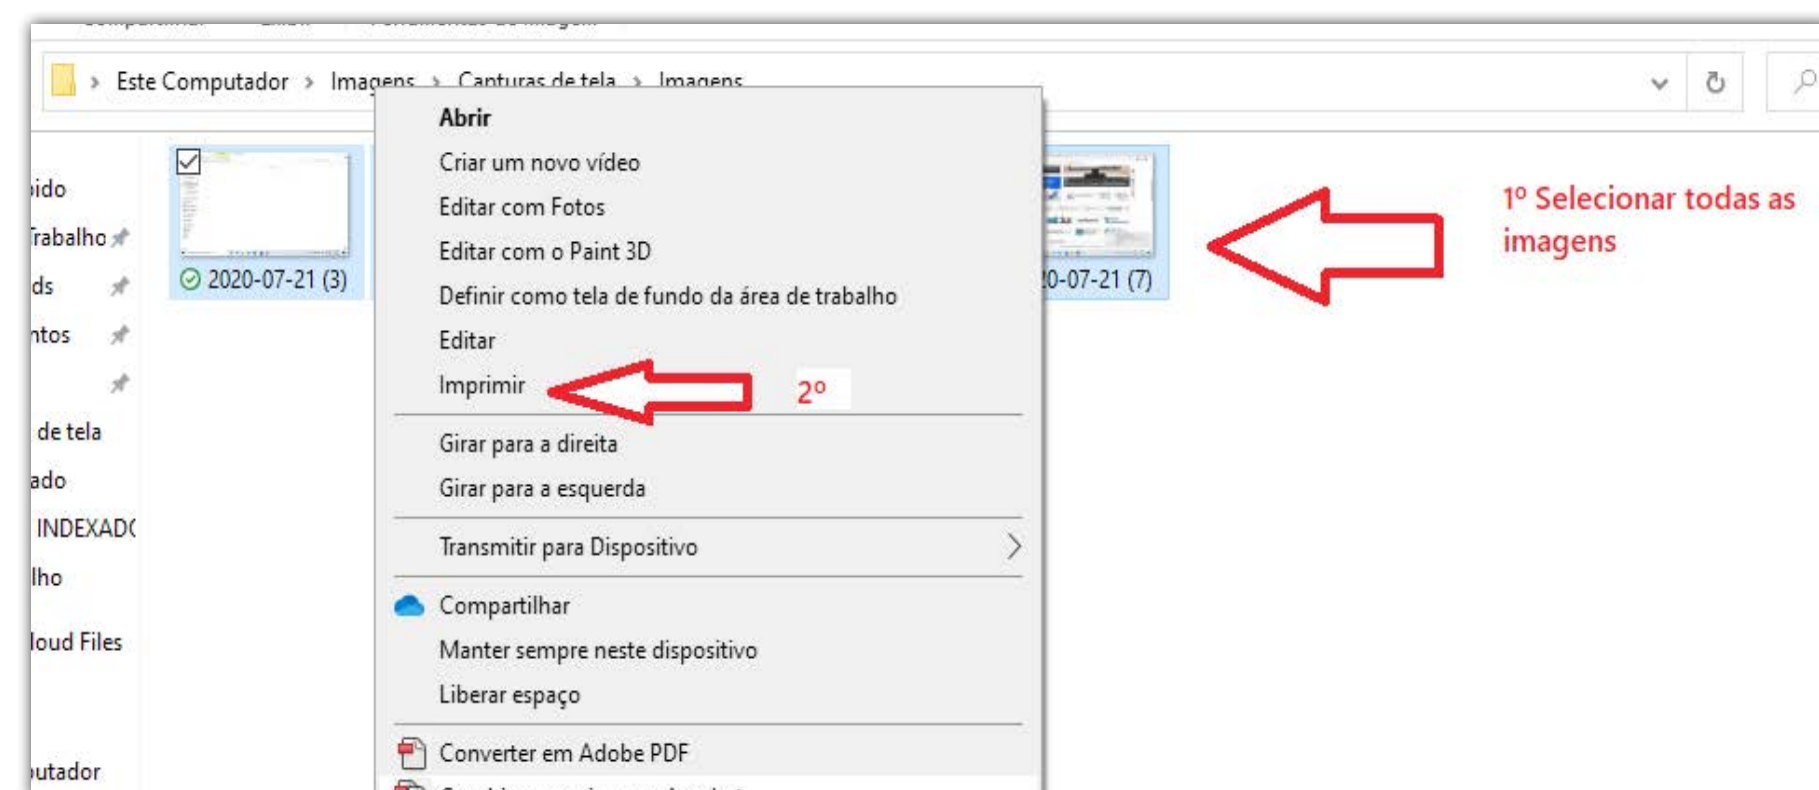 Este Computador > Imagens > Capturas de tela > Imagens
Abrir
Criar um novo vídeo
Editar com Fotos
Editar com o Paint 3D
Definir como tela de fundo da área de trabalho
Editar
Imprimir
2º
Girar para a direita
Girar para a esquerda
Transmitir para Dispositivo
Compartilhar
Manter sempre neste dispositivo
Liberar espaço
Converter em Adobe PDF
2020-07-21 (3)
0-07-21 (7)
1º Selecionar todas as
imagens
ido
rabalho
ds
ntos
de tela
ado
INDEXADO
lho
loud Files
utador